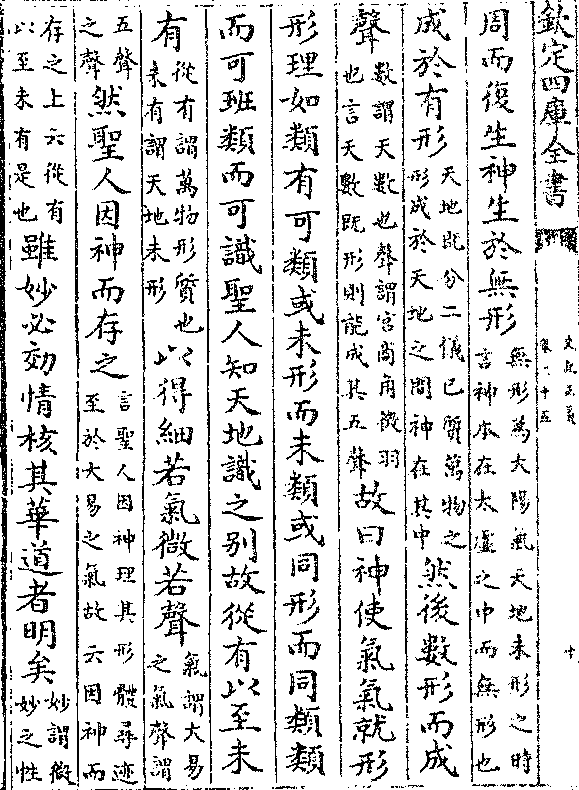 欽定四庫全書 史記正義 卷二十五 十
周而復生神生於無形 無形為大陽氣天地未形之時 言神本在太虛之中而無形也
成於有形 天地既分二儀已質萬物之 形成於天地之間神在其中 然後數形而成
聲 數謂天數也聲謂宮商角徵羽 也言天數既形則能成其五聲 故曰神使氣氣就形
形理如類有可類或未形而未類或同形而同類類
而可班類而可識聖人知天地識之别故從有以至未
有 從有謂萬物形質也 未有謂天地未形 以得細若氣微若聲 氣謂大易 之氣聲謂
五聲 之聲 然聖人因神而存之 言聖人因神理其形體尋迹 至於大易之氣故云因神而
存之上云從有 以至未有是也 雖妙必効情核其華道者明矣 妙謂微 妙之性